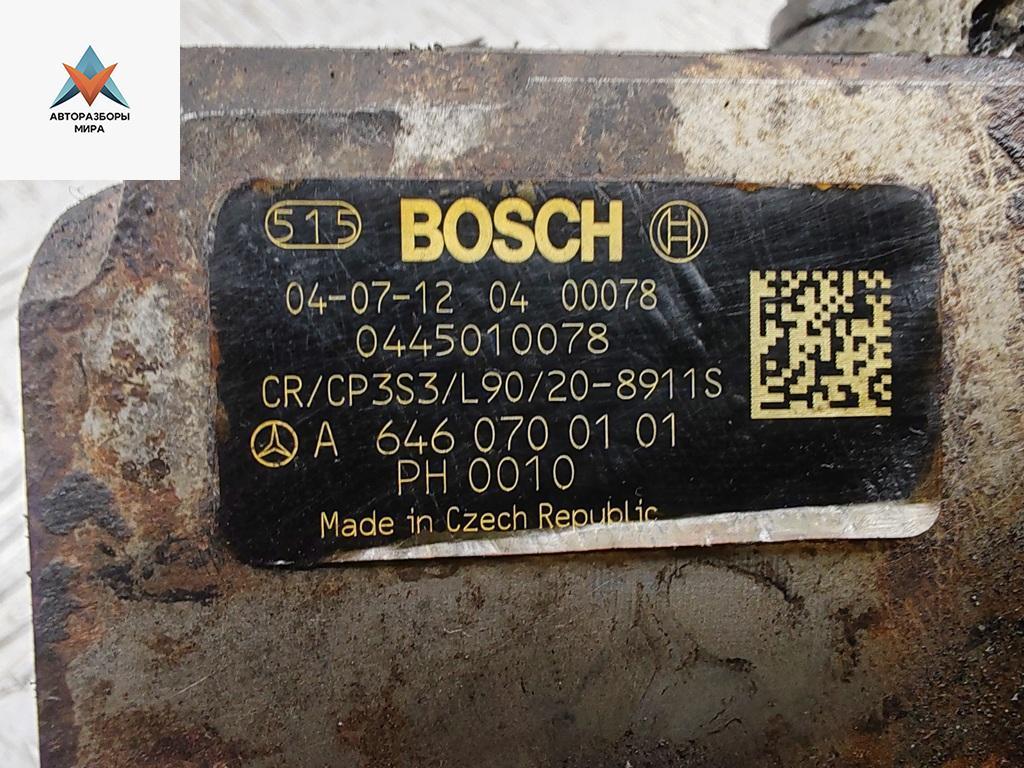 АВТОРАЗБОРЫ
МИРА
515 BOSCH
04-07-12 04 00078
0445010078
CR/CP3S3/L90/20-8911S
A 646 070 01 01
PH 0010
Made in Czech Republic